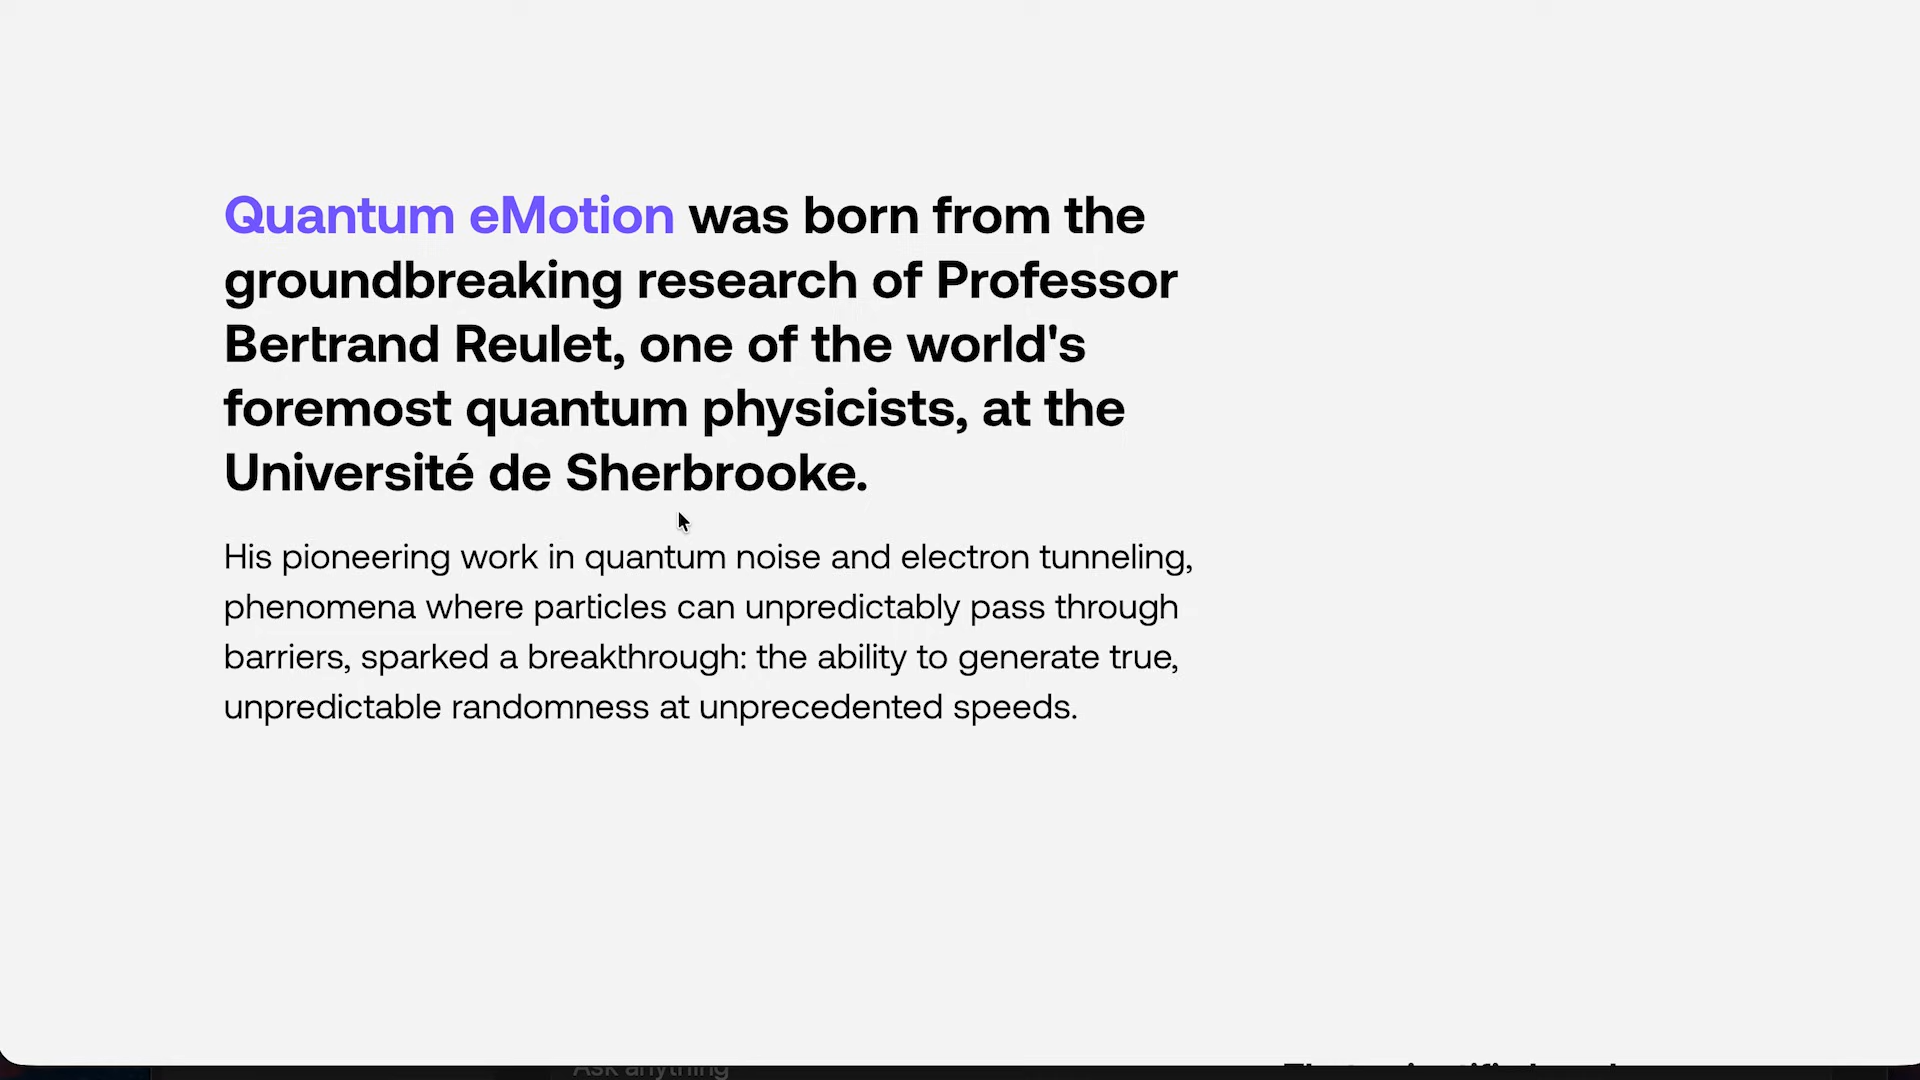 Quantum eMotion was born from the
groundbreaking research of Professor
Bertrand Reulet, one of the world's
foremost quantum physicists, at the
Université de Sherbrooke.
His pioneering work in quantum noise and electron tunneling,
phenomena where particles can unpredictably pass through
barriers, sparked a breakthrough: the ability to generate true,
unpredictable randomness at unprecedented speeds.
Ask anything